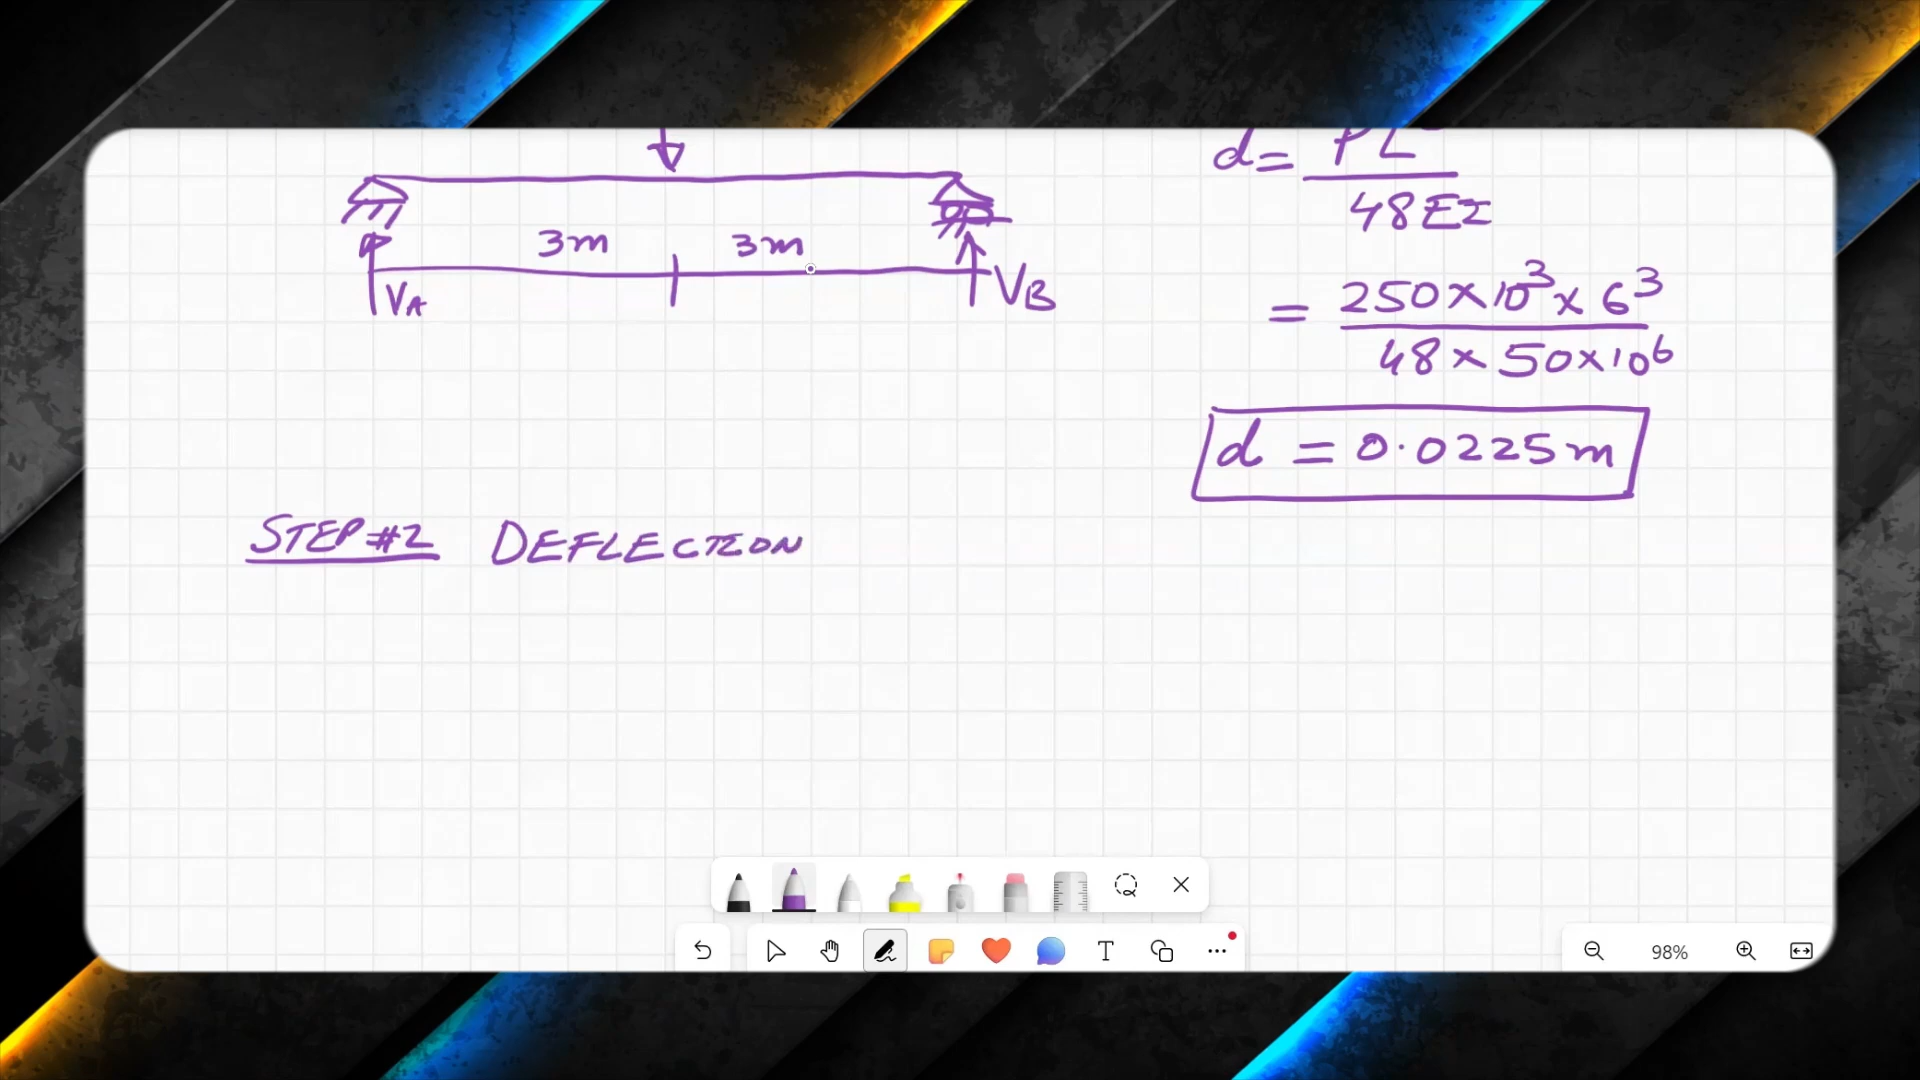 3m 3m
VA
VB
d = PL
48EI
= 250×10³ × 6³
48 × 50×10⁶
d = 0.0225m
STEP #2 DEFLECTION
T
98%